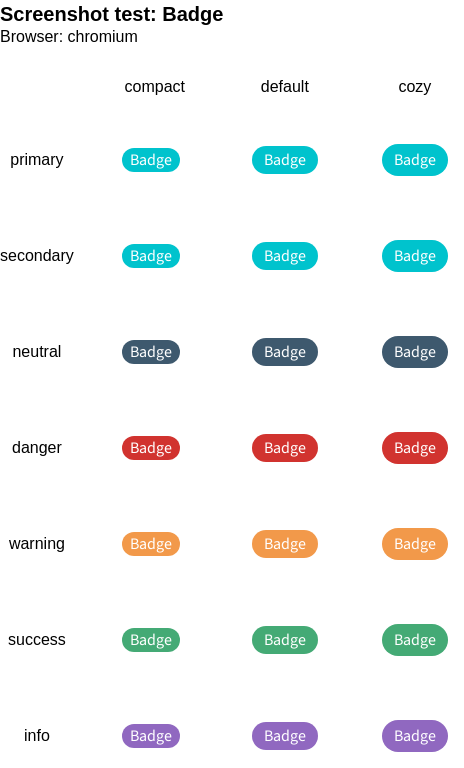 Screenshot test: Badge
Browser: chromium
compact default cozy
primary Badge Badge Badge
secondary Badge Badge Badge
neutral Badge Badge Badge
danger Badge Badge Badge
warning Badge Badge Badge
success Badge Badge Badge
info Badge Badge Badge